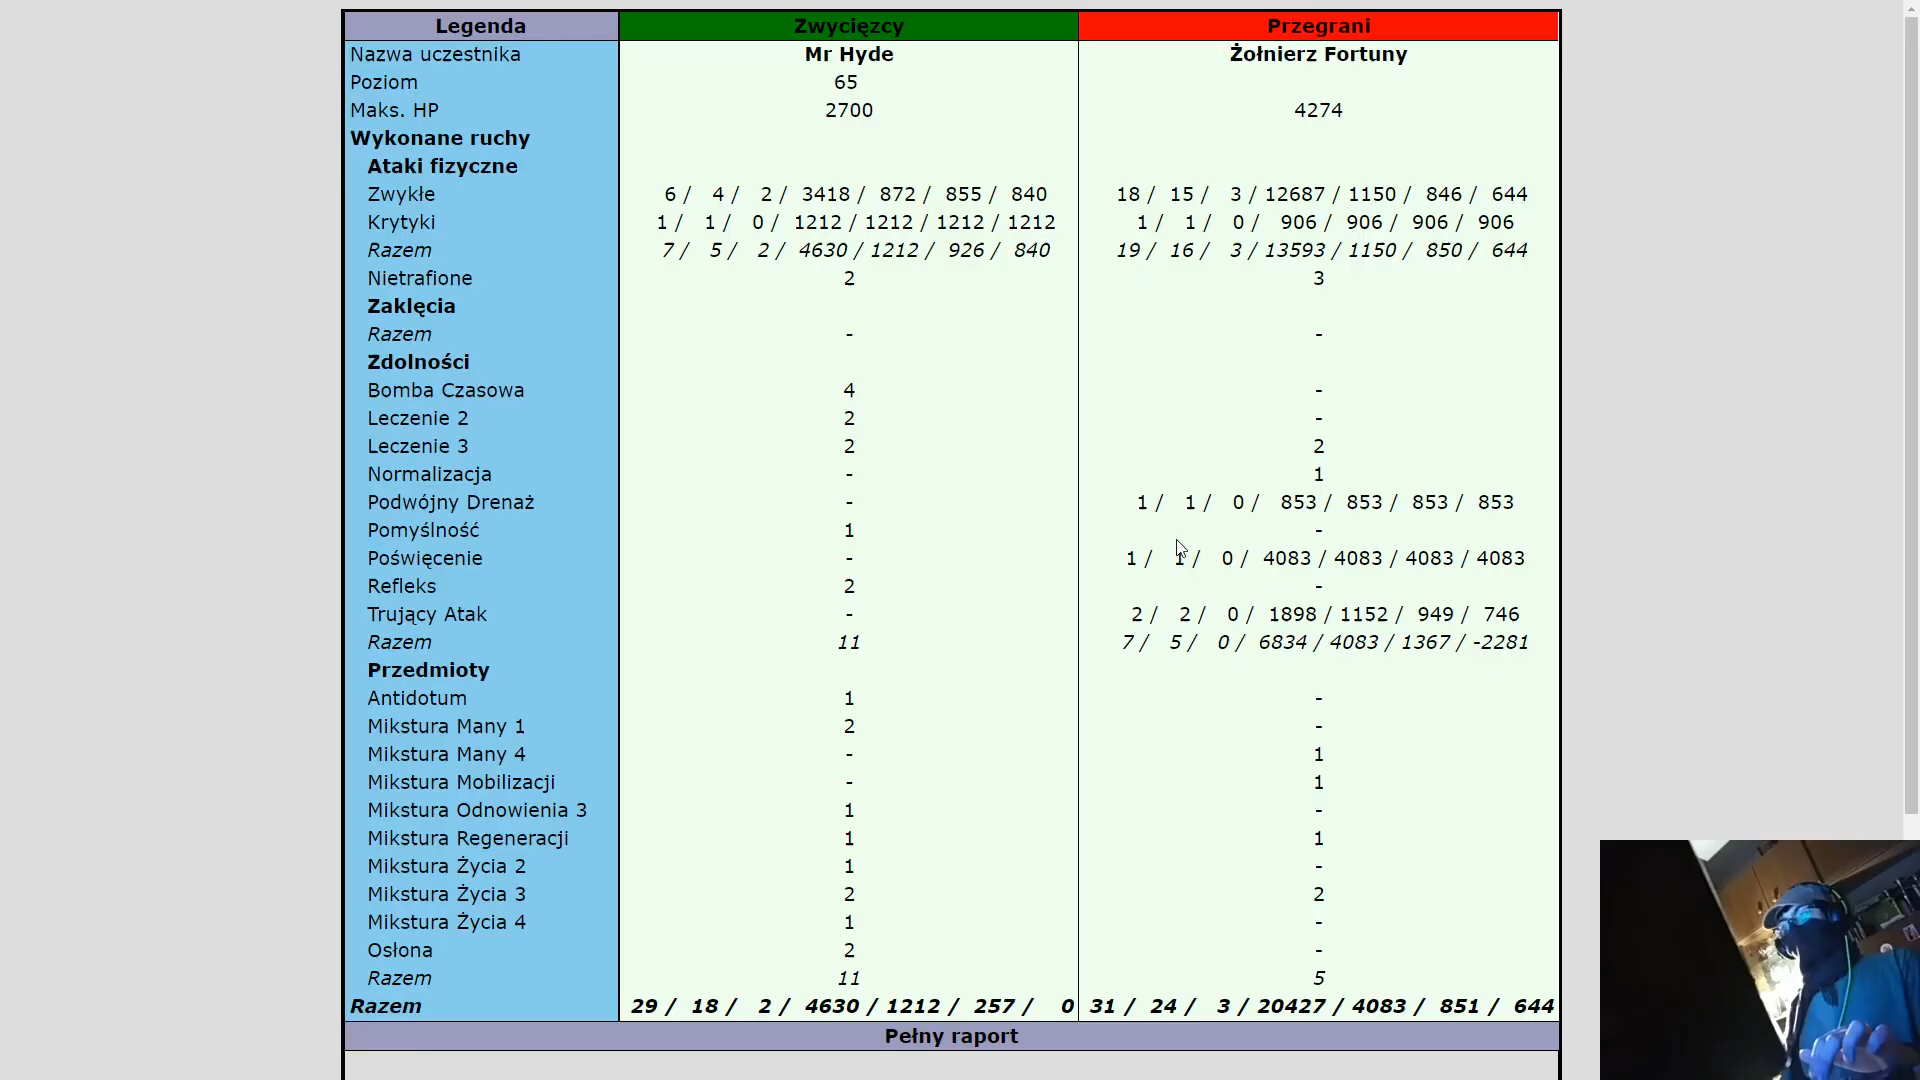 Legenda Zwycięzcy Przegrani
Nazwa uczestnika Mr Hyde Żołnierz Fortuny
Poziom 65
Maks. HP 2700 4274
Wykonane ruchy
Ataki fizyczne
Zwykłe 6 / 4 / 2 / 3418 / 872 / 855 / 840 18 / 15 / 3 / 12687 / 1150 / 846 / 644
Krytyki 1 / 1 / 0 / 1212 / 1212 / 1212 / 1212 1 / 1 / 0 / 906 / 906 / 906 / 906
Razem 7 / 5 / 2 / 4630 / 1212 / 926 / 840 19 / 16 / 3 / 13593 / 1150 / 850 / 644
Nietrafione 2 3
Zaklęcia
Razem - -
Zdolności
Bomba Czasowa 4 -
Leczenie 2 2 -
Leczenie 3 2 2
Normalizacja - 1
Podwójny Drenaż - 1 / 1 / 0 / 853 / 853 / 853 / 853
Pomyślność 1 -
Poświęcenie - 1 / 1 / 0 / 4083 / 4083 / 4083 / 4083
Refleks 2 -
Trujący Atak - 2 / 2 / 0 / 1898 / 1152 / 949 / 746
Razem 11 7 / 5 / 0 / 6834 / 4083 / 1367 / -2281
Przedmioty
Antidotum 1 -
Mikstura Many 1 2 -
Mikstura Many 4 - 1
Mikstura Mobilizacji - 1
Mikstura Odnowienia 3 1 -
Mikstura Regeneracji 1 1
Mikstura Życia 2 1 -
Mikstura Życia 3 2 2
Mikstura Życia 4 1 -
Osłona 2 -
Razem 11 5
Razem 29 / 18 / 2 / 4630 / 1212 / 257 / 0 31 / 24 / 3 / 20427 / 4083 / 851 / 644
Pełny raport